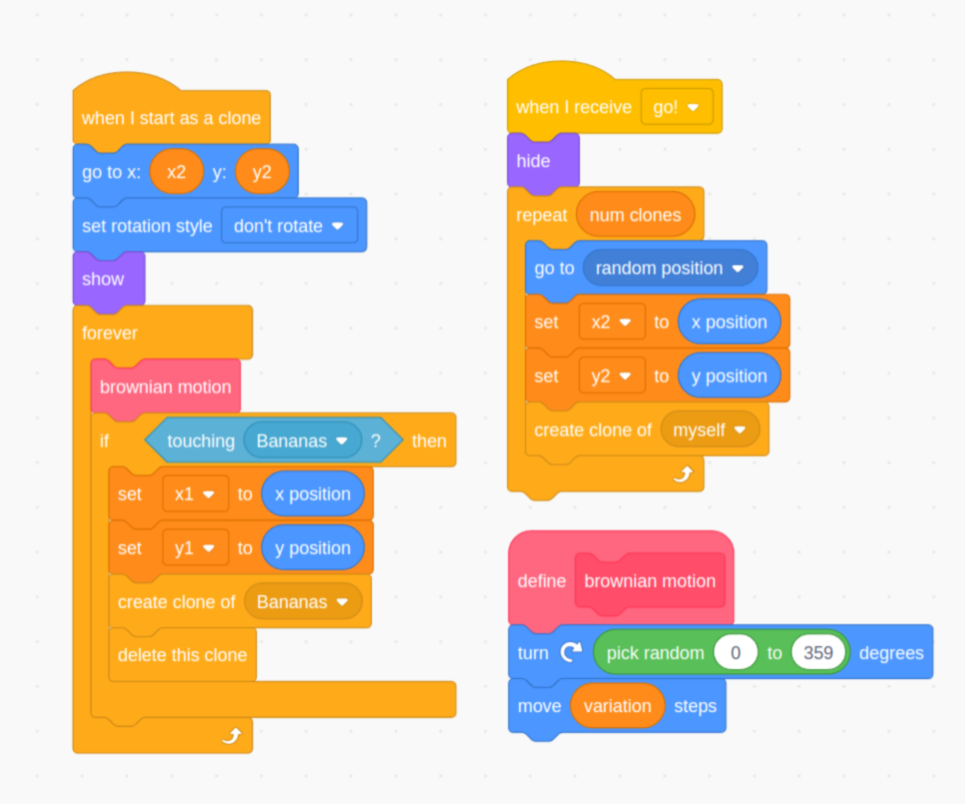 when I start as a clone
go to x: x2 y: y2
set rotation style don't rotate
show
forever
brownian motion
if touching Bananas ? then
set x1 to x position
set y1 to y position
create clone of Bananas
delete this clone
when I receive go!
hide
repeat num clones
go to random position
set x2 to x position
set y2 to y position
create clone of myself
define brownian motion
turn pick random 0 to 359 degrees
move variation steps